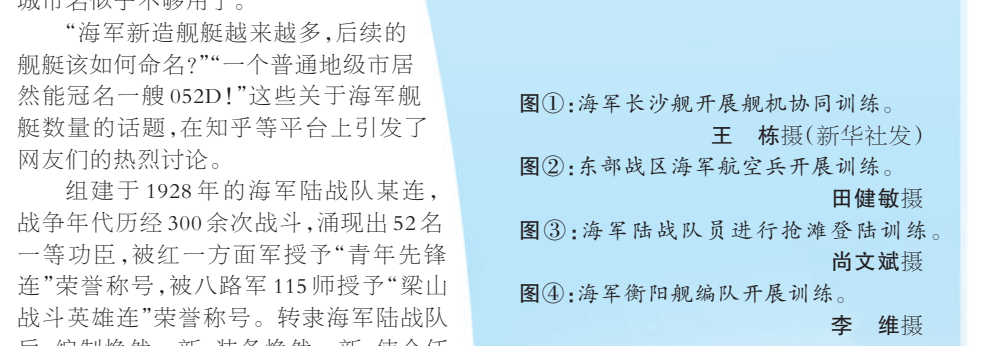 城市名似乎不够用了。
“海军新造舰艇越来越多,后续的
舰艇该如何命名?”“一个普通地级市居
然能冠名一艘052D!”这些关于海军舰
艇数量的话题,在知乎等平台上引发了
网友们的热烈讨论。
组建于1928年的海军陆战队某连,
战争年代历经300余次战斗,涌现出52名
一等功臣,被红一方面军授予“青年先锋
连”荣誉称号,被八路军115师授予“梁山
战斗英雄连”荣誉称号。转隶海军陆战队
图①:海军长沙舰开展舰机协同训练。
王　栋摄(新华社发)
图②:东部战区海军航空兵开展训练。
田健敏摄
图③:海军陆战队员进行抢滩登陆训练。
尚文斌摄
图④:海军衡阳舰编队开展训练。
李　维摄